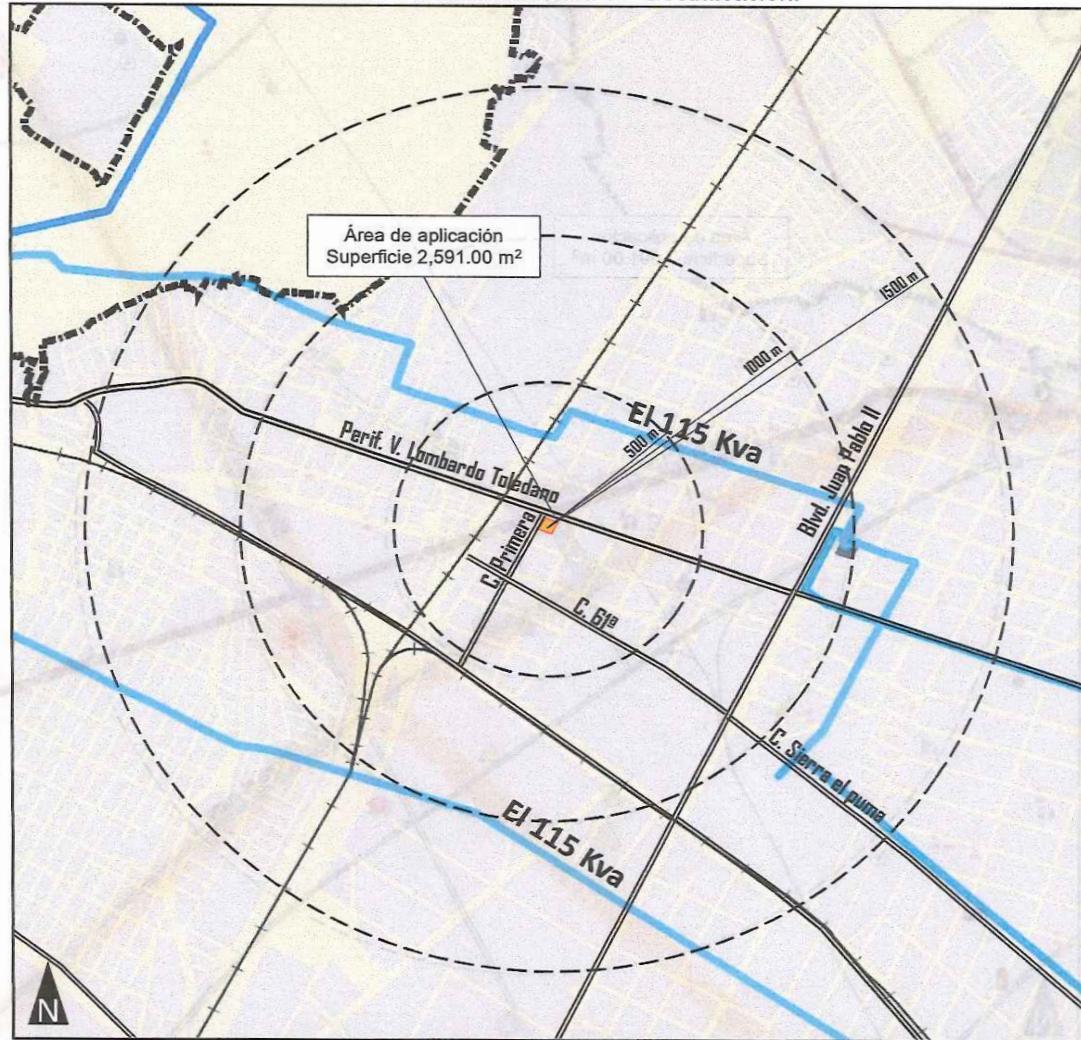 Área de aplicación
Superficie 2,591.00 m²
1500 m
1000 m
500 m
El 115 Kva
Blvd. Juan Pablo II
Perif. V. Lombardo Toledano
C. Primera
C. 61ª
C. Sierra el puma
El 115 Kva
N